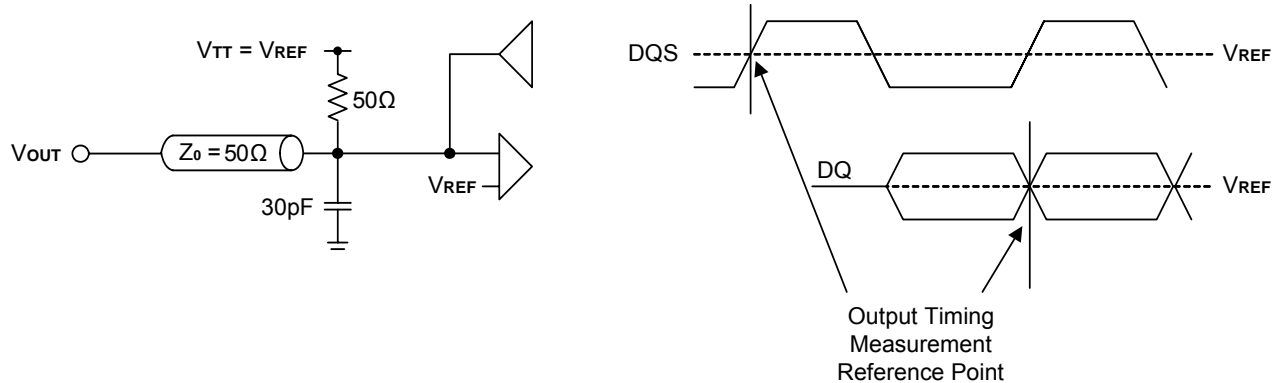 VTT = VREF
50Ω
VOUT
Z0 = 50Ω
VREF
30pF
DQS
VREF
DQ
VREF
Output Timing
Measurement
Reference Point